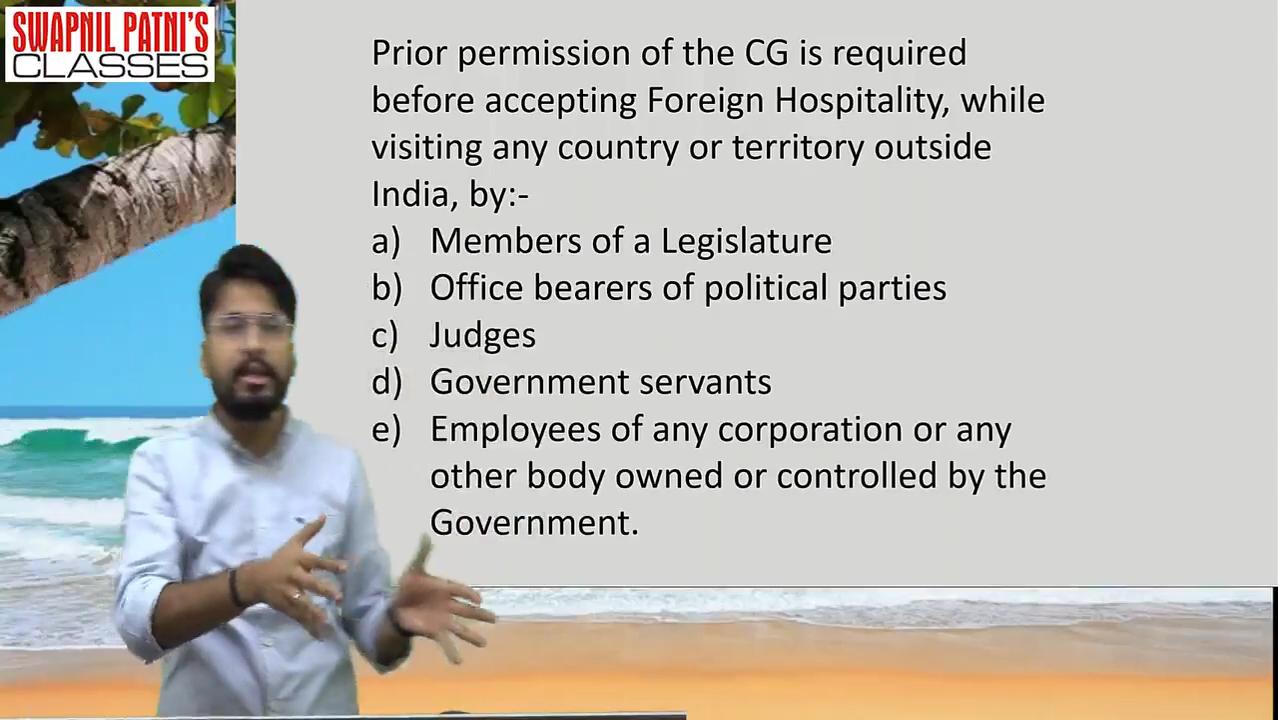 SWAPNIL PATNI'S
CLASSES
Prior permission of the CG is required
before accepting Foreign Hospitality, while
visiting any country or territory outside
India, by:-
a) Members of a Legislature
b) Office bearers of political parties
c) Judges
d) Government servants
e) Employees of any corporation or any
other body owned or controlled by the
Government.